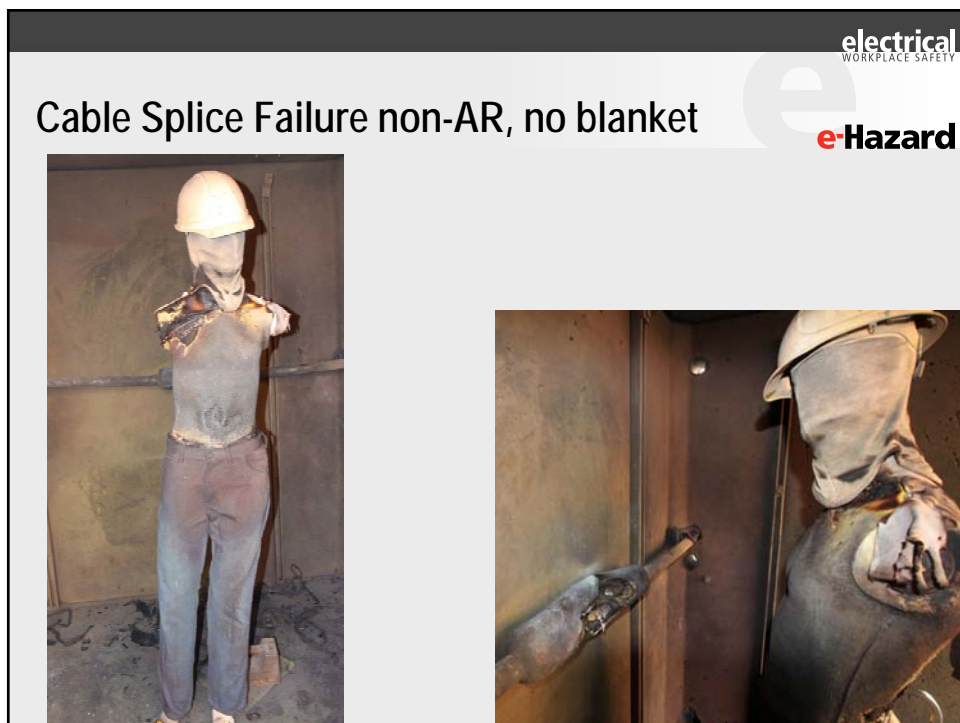 electrical
WORKPLACE SAFETY
Cable Splice Failure non-AR, no blanket
e-Hazard